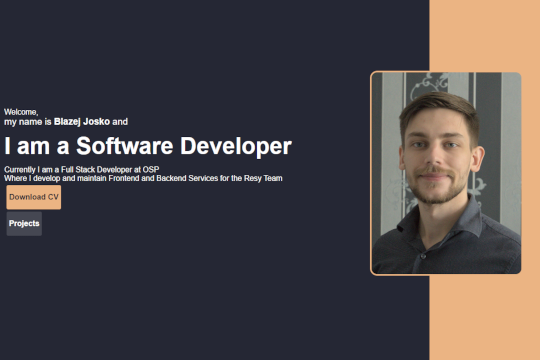 Welcome,
my name is Blazej Josko and
I am a Software Developer
Currently I am a Full Stack Developer at OSP
Where I develop and maintain Frontend and Backend Services for the Resy Team
Download CV
Projects